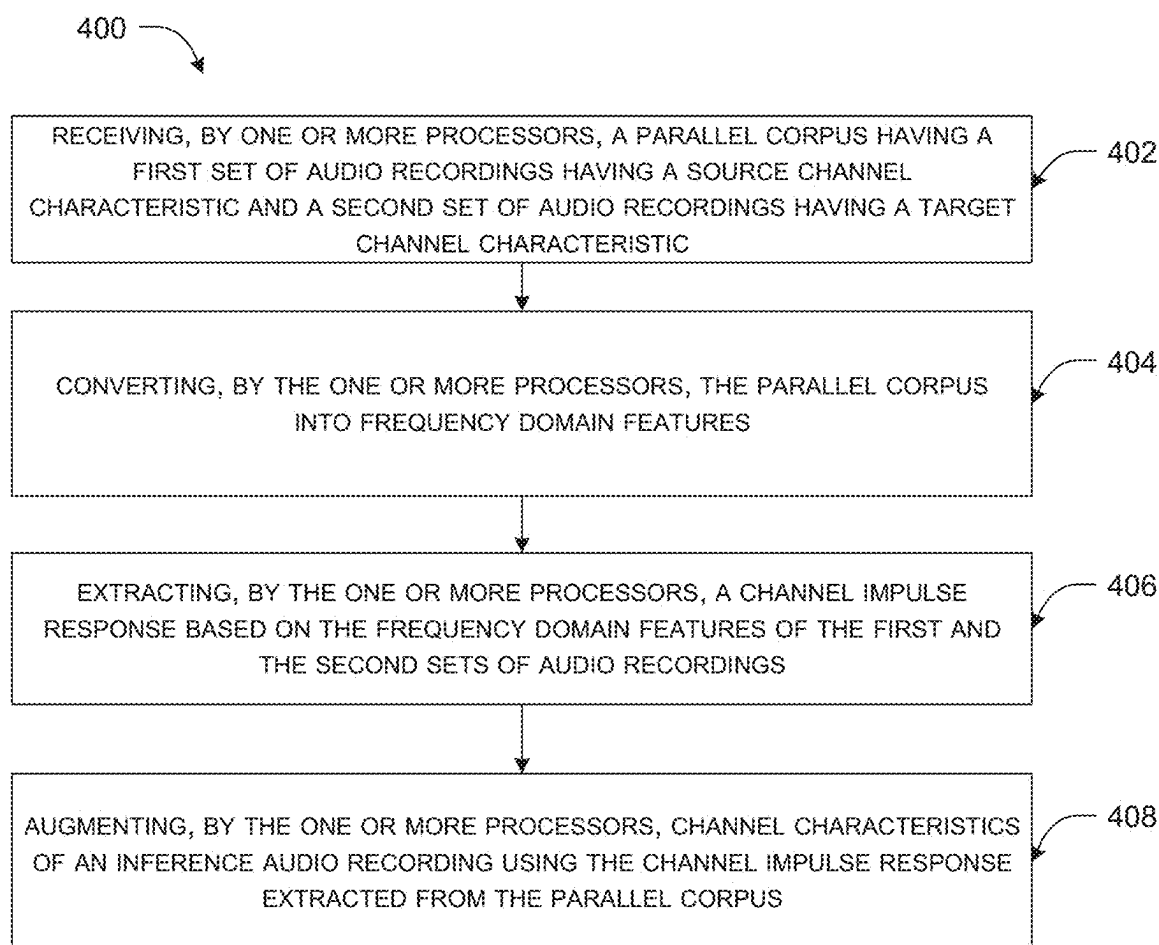 400
RECEIVING, BY ONE OR MORE PROCESSORS, A PARALLEL CORPUS HAVING A
FIRST SET OF AUDIO RECORDINGS HAVING A SOURCE CHANNEL
CHARACTERISTIC AND A SECOND SET OF AUDIO RECORDINGS HAVING A TARGET
CHANNEL CHARACTERISTIC
402
CONVERTING, BY THE ONE OR MORE PROCESSORS, THE PARALLEL CORPUS
INTO FREQUENCY DOMAIN FEATURES
404
EXTRACTING, BY THE ONE OR MORE PROCESSORS, A CHANNEL IMPULSE
RESPONSE BASED ON THE FREQUENCY DOMAIN FEATURES OF THE FIRST AND
THE SECOND SETS OF AUDIO RECORDINGS
406
AUGMENTING, BY THE ONE OR MORE PROCESSORS, CHANNEL CHARACTERISTICS
OF AN INFERENCE AUDIO RECORDING USING THE CHANNEL IMPULSE RESPONSE
EXTRACTED FROM THE PARALLEL CORPUS
408